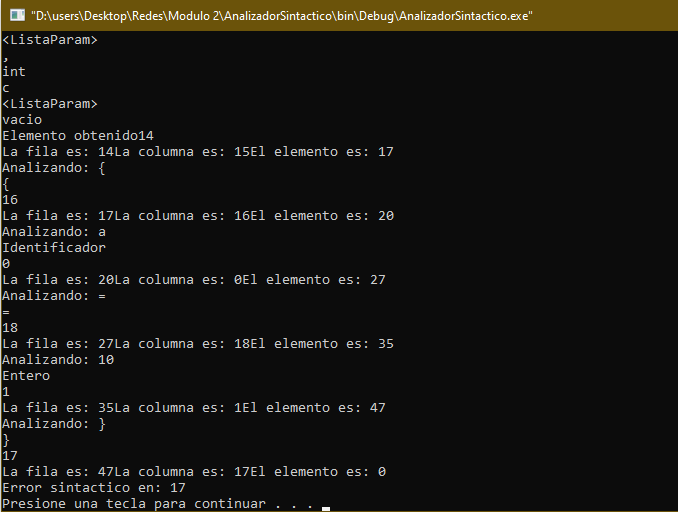 "D:\users\Desktop\Redes\Modulo 2\AnalizadorSintactico\bin\Debug\AnalizadorSintactico.exe"
<ListaParam>
,
int
c
<ListaParam>
vacio
Elemento obtenido14
La fila es: 14La columna es: 15El elemento es: 17
Analizando: {
{
16
La fila es: 17La columna es: 16El elemento es: 20
Analizando: a
Identificador
0
La fila es: 20La columna es: 0El elemento es: 27
Analizando: =
=
18
La fila es: 27La columna es: 18El elemento es: 35
Analizando: 10
Entero
1
La fila es: 35La columna es: 1El elemento es: 47
Analizando: }
}
17
La fila es: 47La columna es: 17El elemento es: 0
Error sintactico en: 17
Presione una tecla para continuar . . .